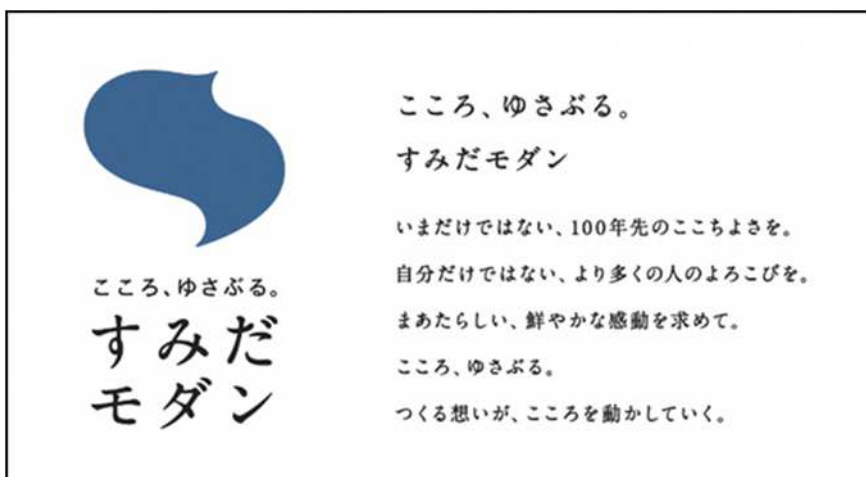 こころ、ゆさぶる。
すみだ
モダン
こころ、ゆさぶる。
すみだモダン
いまだけではない、100年先のここちよさを。
自分だけではない、より多くの人のよろこびを。
まあたらしい、鮮やかな感動を求めて。
こころ、ゆさぶる。
つくる想いが、こころを動かしていく。